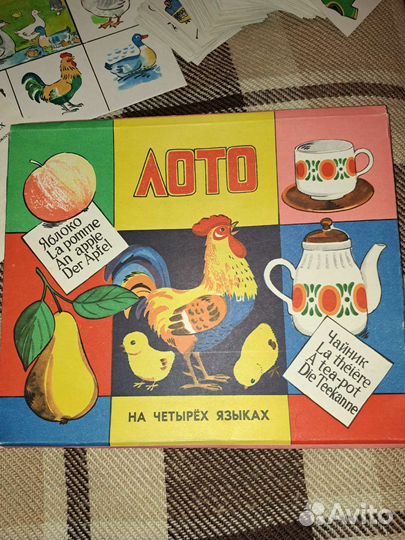 ЛОТО
Яблоко
La pomme
An apple
Der Apfel
Чайник
La théière
A tea-pot
Die Teekanne
НА ЧЕТЫРЁХ ЯЗЫКАХ
Avito